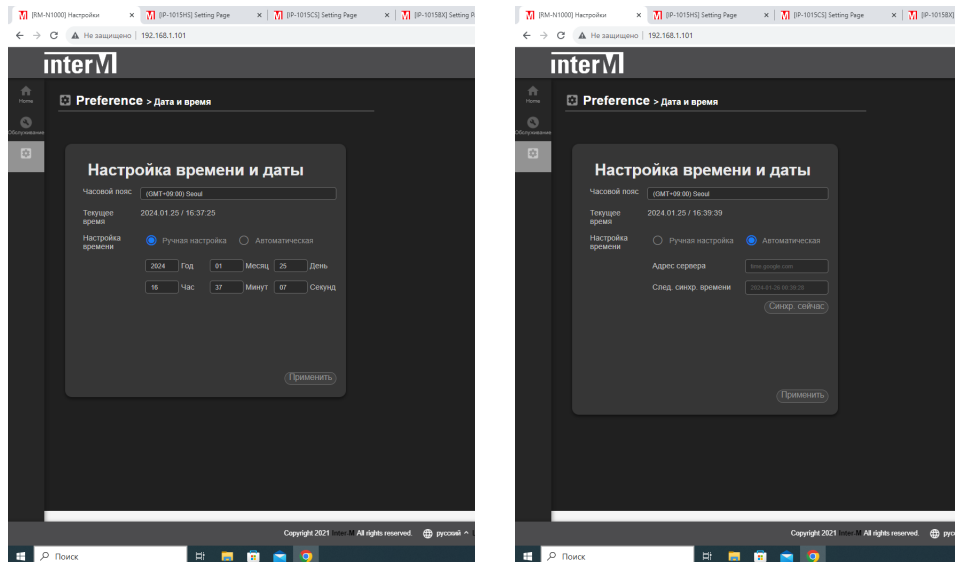 [RM-N1000] Настройки
[IP-1015HS] Setting Page
[IP-1015CS] Setting Page
[IP-1015BX] Setting P
Не защищено
192.168.1.101
interM
Home
Обслуживание
Preference > Дата и время
Настройка времени и даты
Часовой пояс (GMT+09:00) Seoul
Текущее время 2024.01.25 / 16:37:25
Настройка времени Ручная настройка Автоматическая
2024 Год 01 Месяц 25 День
16 Час 37 Минут 07 Секунд
Применить
Copyright 2021 Inter-M All rights reserved. русский
Поиск
[RM-N1000] Настройки
[IP-1015HS] Setting Page
[IP-1015CS] Setting Page
[IP-1015BX]
Не защищено
192.168.1.101
interM
Home
Обслуживание
Preference > Дата и время
Настройка времени и даты
Часовой пояс (GMT+09:00) Seoul
Текущее время 2024.01.25 / 16:39:39
Настройка времени Ручная настройка Автоматическая
Адрес сервера time.google.com
След. синхр. времени 2024-01-26 00:39:20
Синхр. сейчас
Применить
Copyright 2021 Inter-M All rights reserved. рус
Поиск